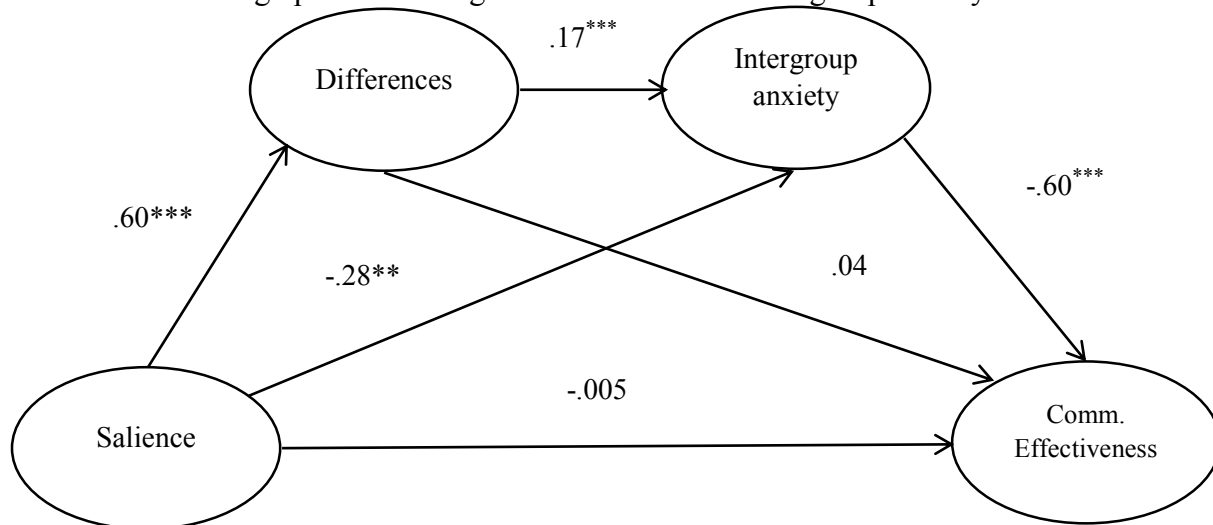 .17***
Differences
Intergroup
anxiety
.60***
-.28**
.04
-.60***
-.005
Salience
Comm.
Effectiveness